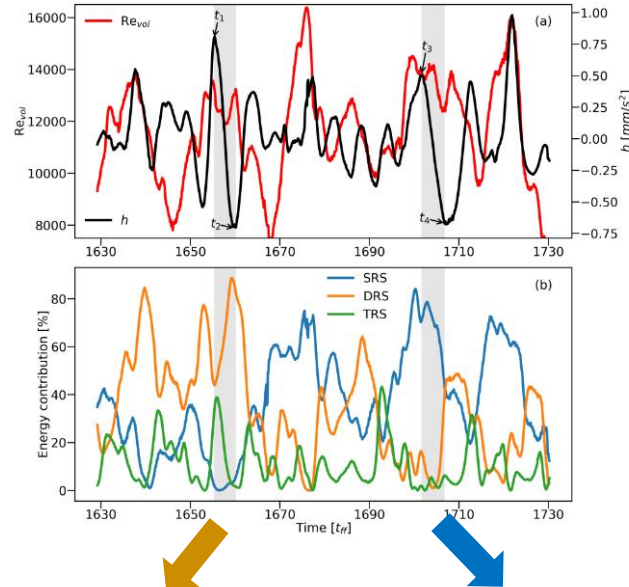 (a)
Re_vol
h
t₁
t₂
t₃
t₄
16000
14000
12000
10000
8000
Re_vol
1.00
0.75
0.50
0.25
0.00
−0.25
−0.50
−0.75
h [mm/s²]
1630 1650 1670 1690 1710 1730
(b)
SRS
DRS
TRS
80
60
40
20
0
Energy contribution [%]
1630 1650 1670 1690 1710 1730
Time [t_ff]